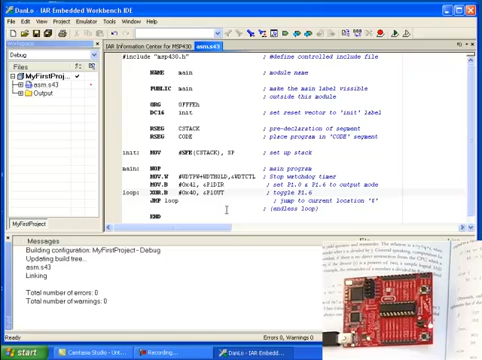 DanLo - IAR Embedded Workbench IDE
File Edit View Project Emulator Tools Window Help
Workspace
IAR Information Center for MSP430 asm.s43
Debug
Files
MyFirstProj...
asm.s43
Output
#include "msp430.h" ; #define controlled include file
NAME main ; module name
PUBLIC main ; make the main label vissible
; outside this module
ORG 0FFFEh
DC16 init ; set reset vector to 'init' label
RSEG CSTACK ; pre-declaration of segment
RSEG CODE ; place program in 'CODE' segment
init: MOV #SFE(CSTACK), SP ; set up stack
main: NOP ; main program
MOV.W #WDTPW+WDTHOLD,&WDTCTL ; Stop watchdog timer
MOV.B #0x41, &P1DIR ; set P1.0 & P1.6 to output mode
loop: XOR.B #0x40, &P1OUT ; toggle P1.6
JMP loop ; jump to current location '$'
; (endless loop)
END
MyFirstProj
Messages
Building configuration: MyFirstProject - Debug
Updating build tree...
asm.s43
Linking
Total number of errors: 0
Total number of warnings: 0
Ready
Errors 0, Warnings 0
start
Camtasia Studio - Unt...
Recording...
DanLo - IAR Embedd...